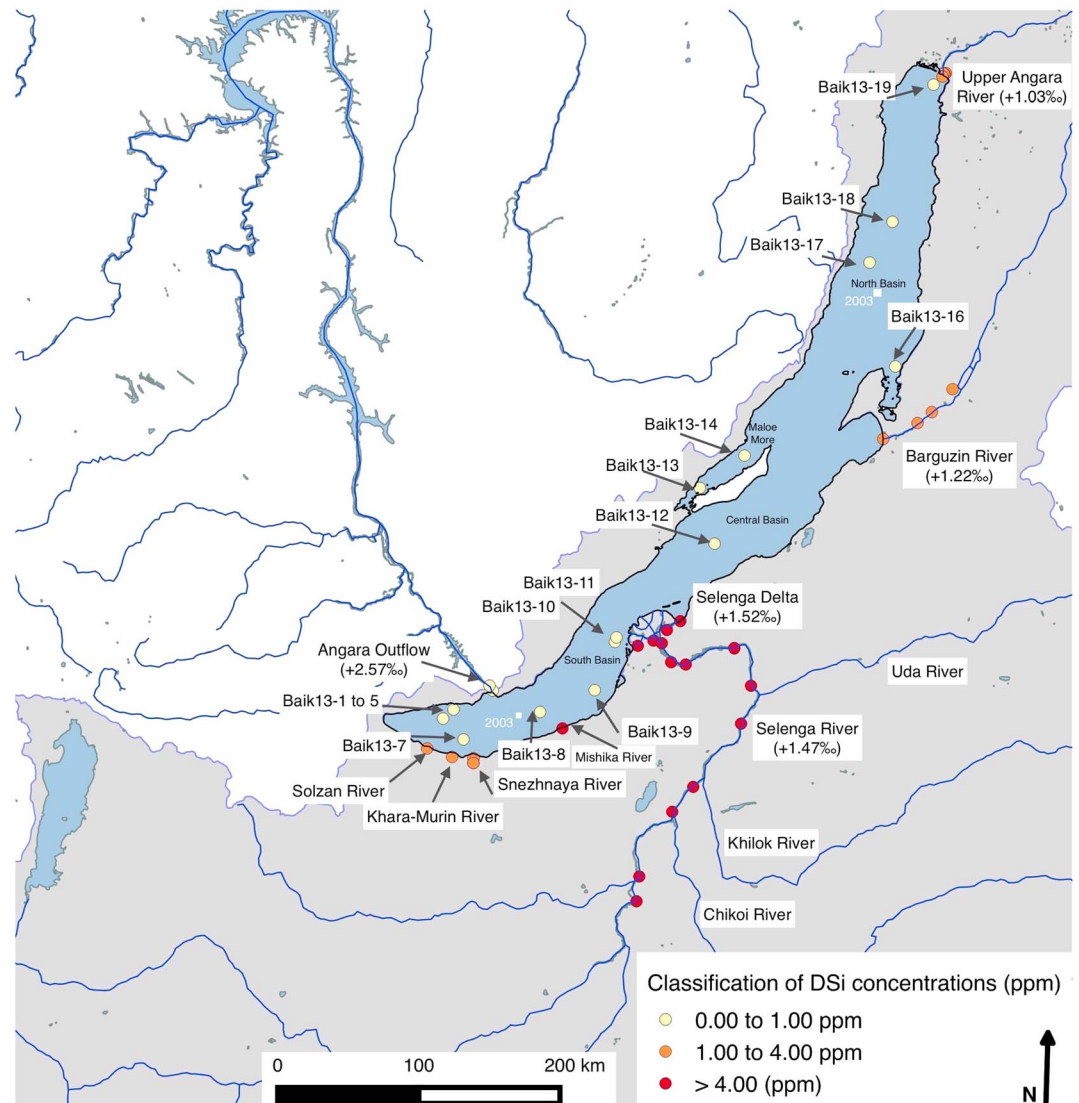 Baik13-19
Upper Angara
River (+1.03‰)
Baik13-18
Baik13-17
North Basin
2003
Baik13-16
Baik13-14
Maloe
More
Baik13-13
Barguzin River
(+1.22‰)
Baik13-12
Central Basin
Baik13-11
Baik13-10
Selenga Delta
(+1.52‰)
Angara Outflow
(+2.57‰)
South Basin
Uda River
Baik13-1 to 5
2003
Baik13-7
Baik13-8
Mishika River
Baik13-9
Selenga River
(+1.47‰)
Solzan River
Snezhnaya River
Khara-Murin River
Khilok River
Chikoi River
Classification of DSi concentrations (ppm)
0.00 to 1.00 ppm
1.00 to 4.00 ppm
> 4.00 (ppm)
0 100 200 km
N